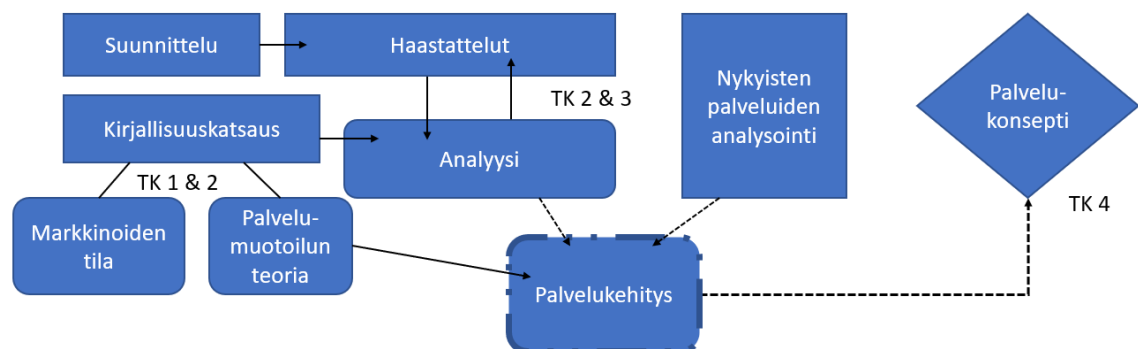 Suunnittelu
Haastattelut
Nykyisten
palveluiden
analysointi
Palvelu-
konsepti
TK 2 & 3
Kirjallisuuskatsaus
Analyysi
TK 1 & 2
TK 4
Markkinoiden
tila
Palvelu-
muotoilun
teoria
Palvelukehitys